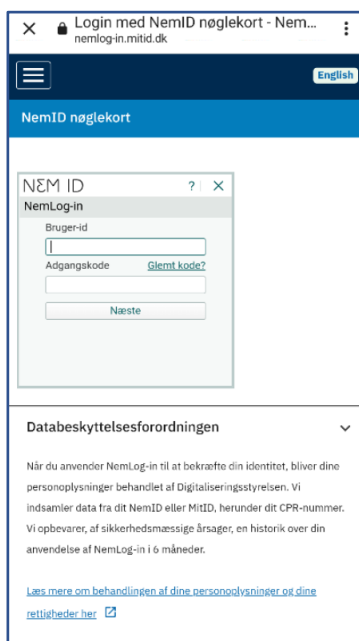 Login med NemID nøglekort - Nem...
nemlog-in.mitid.dk
English
NemID nøglekort
NEM ID ? ×
NemLog-in
Bruger-id
Adgangskode Glemt kode?
Næste
Databeskyttelsesforordningen
Når du anvender NemLog-in til at bekræfte din identitet, bliver dine
personoplysninger behandlet af Digitaliseringsstyrelsen. Vi
indsamler data fra dit NemID eller MitID, herunder dit CPR-nummer.
Vi opbevarer, af sikkerhedsmæssige årsager, en historik over din
anvendelse af NemLog-in i 6 måneder.
Læs mere om behandlingen af dine personoplysninger og dine
rettigheder her